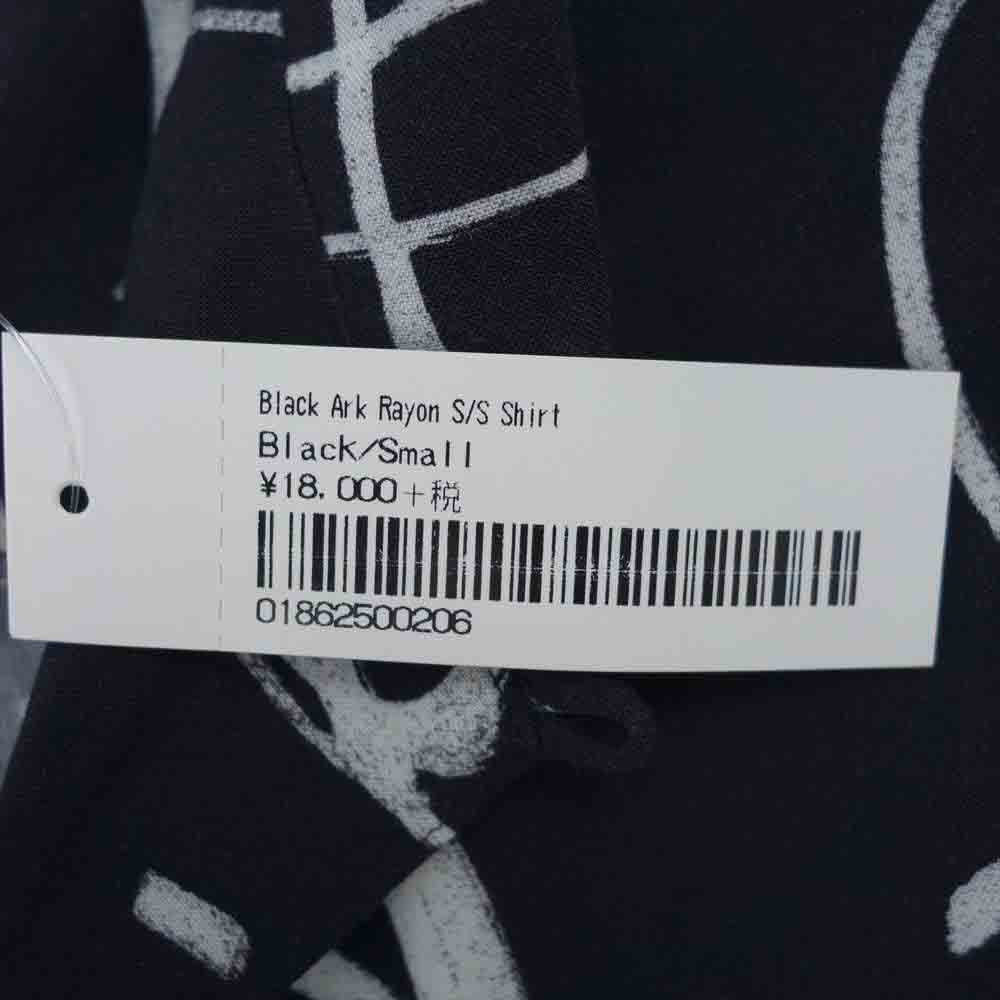 Black Ark Rayon S/S Shirt
Black/Small
¥18.000+税
01862500206